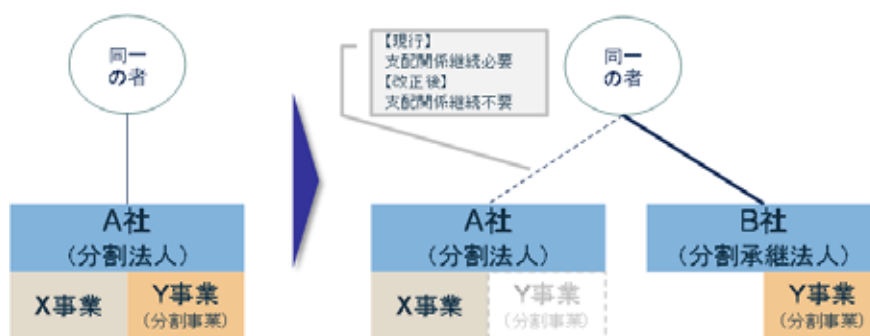 同一
の者
A社
(分割法人)
X事業
Y事業
(分割事業)
【現行】
支配関係継続必要
【改正後】
支配関係継続不要
同一
の者
A社
(分割法人)
X事業
Y事業
(分割事業)
B社
(分割承継法人)
Y事業
(分割事業)